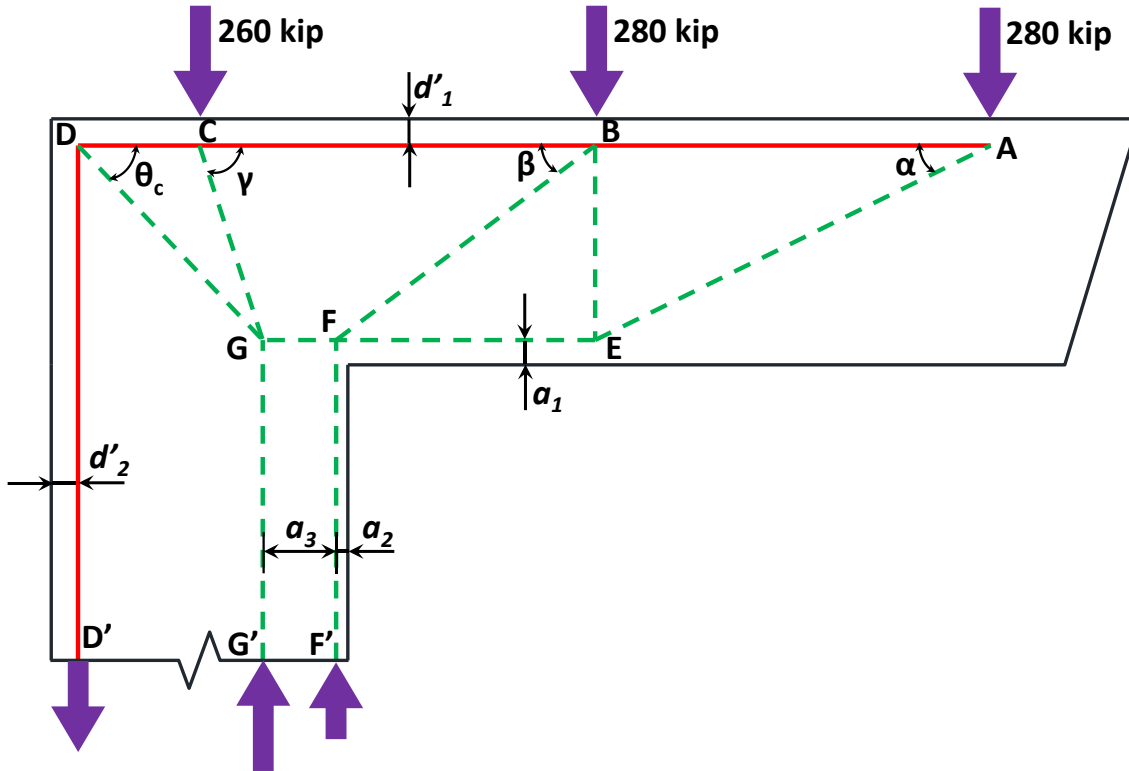 260 kip
280 kip
280 kip
d'₁
D
C
B
A
θc
γ
β
α
G
F
E
a₁
d'₂
a₃
a₂
D'
G'
F'